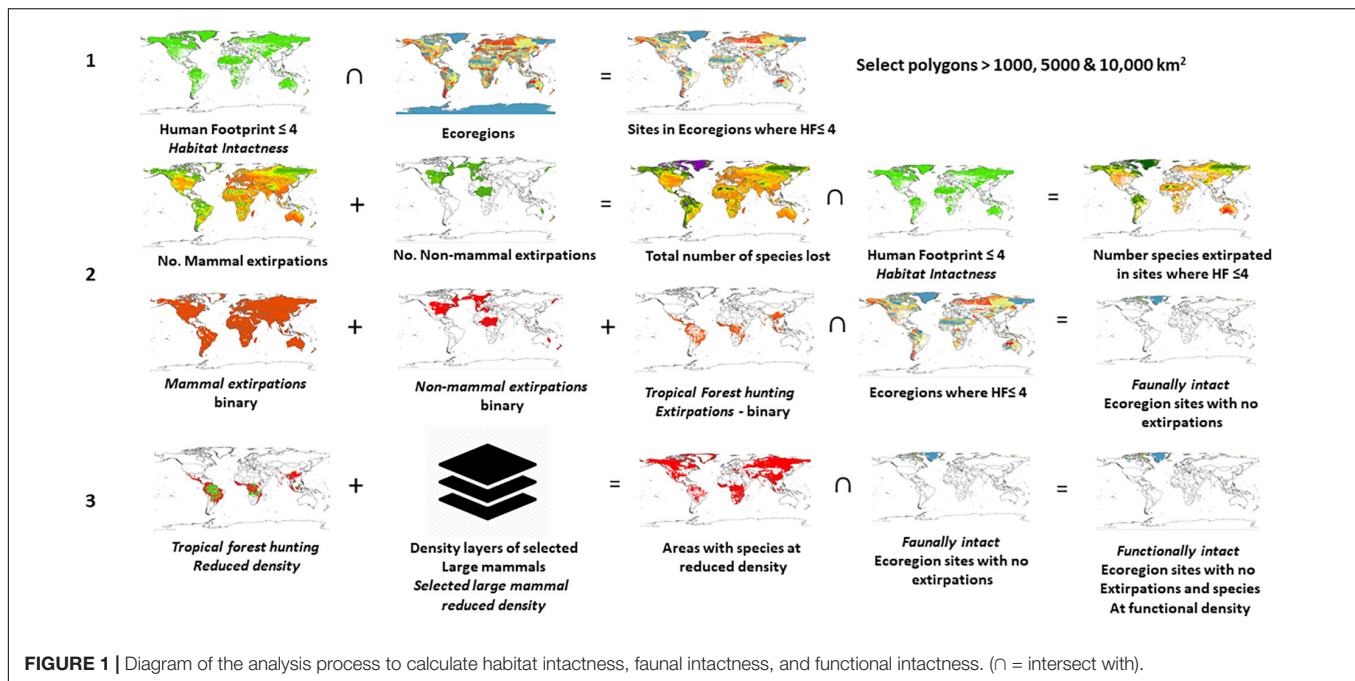 1
∩
=
Select polygons > 1000, 5000 & 10,000 km²
Human Footprint ≤ 4
Habitat Intactness
Ecoregions
Sites in Ecoregions where HF≤ 4
2
+
=
∩
=
No. Mammal extirpations
No. Non-mammal extirpations
Total number of species lost
Human Footprint ≤ 4
Habitat Intactness
Number species extirpated
in sites where HF ≤4
+
+
∩
=
Mammal extirpations
binary
Non-mammal extirpations
binary
Tropical Forest hunting
Extirpations - binary
Ecoregions where HF≤ 4
Faunally intact
Ecoregion sites with no
extirpations
3
+
=
∩
=
Tropical forest hunting
Reduced density
Density layers of selected
Large mammals
Selected large mammal
reduced density
Areas with species at
reduced density
Faunally intact
Ecoregion sites with no
extirpations
Functionally intact
Ecoregion sites with no
Extirpations and species
At functional density
FIGURE 1 | Diagram of the analysis process to calculate habitat intactness, faunal intactness, and functional intactness. (∩ = intersect with).